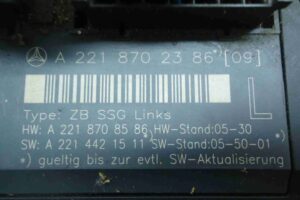 A 221 870 23 86*) [09]
Type: ZB SSG Links
L
HW: A 221 870 85 86 HW-Stand:05-30
SW: A 221 442 15 11*) SW-Stand:05-50-01*)
*) gueltig bis zur evtl. SW-Aktualisierung